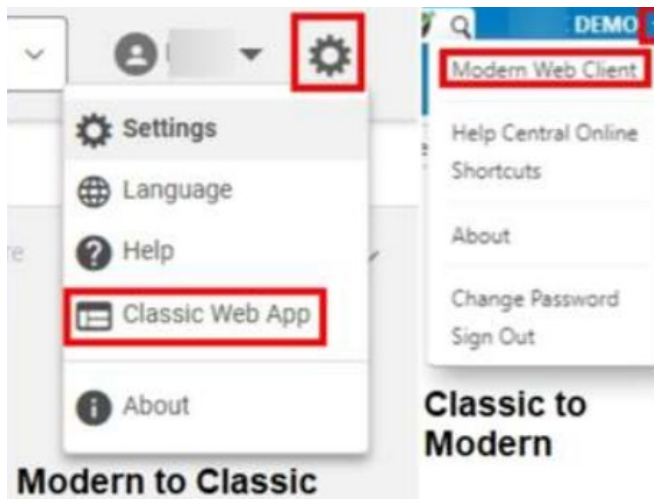 Settings
Language
Help
Classic Web App
About
Modern to Classic
DEMO
Modern Web Client
Help Central Online
Shortcuts
About
Change Password
Sign Out
Classic to
Modern